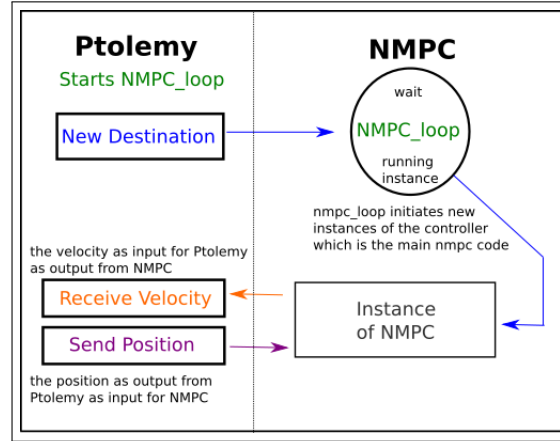 Ptolemy
Starts NMPC_loop
New Destination
the velocity as input for Ptolemy
as output from NMPC
Receive Velocity
Send Position
the position as output from
Ptolemy as input for NMPC
NMPC
wait
NMPC_loop
running
instance
nmpc_loop initiates new
instances of the controller
which is the main nmpc code
Instance
of NMPC